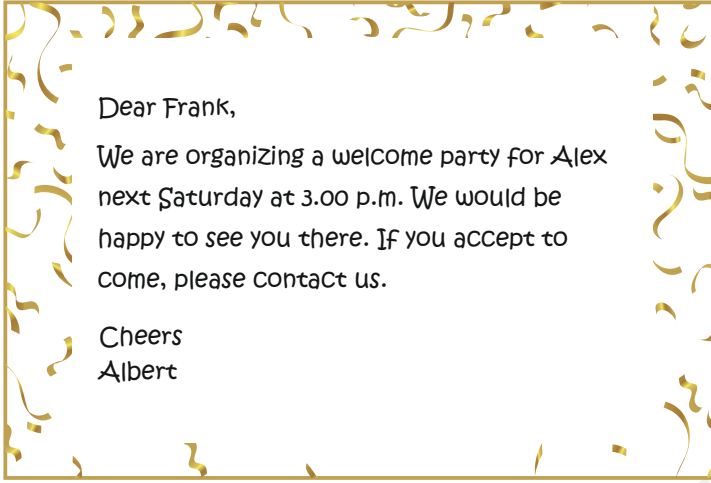 Dear Frank,
We are organizing a welcome party for Alex
next Saturday at 3.00 p.m. We would be
happy to see you there. If you accept to
come, please contact us.
Cheers
Albert